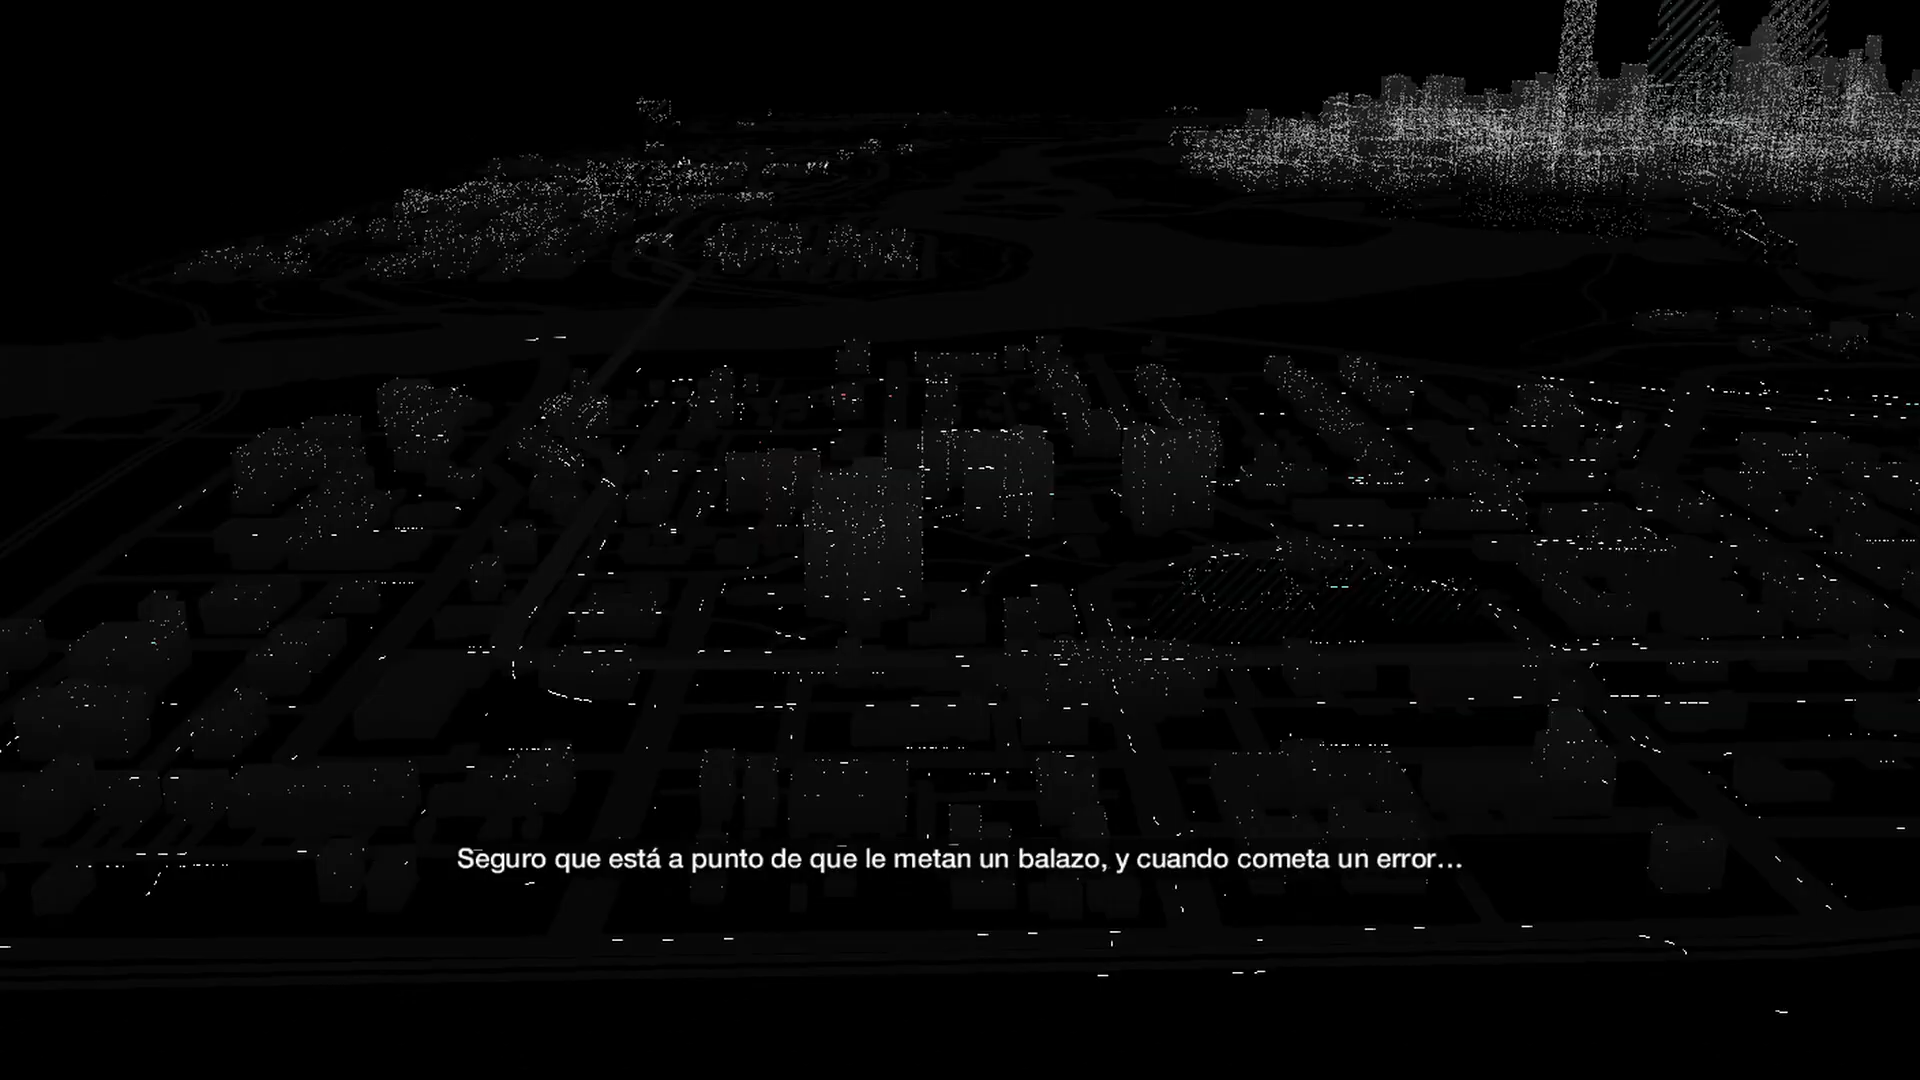 Seguro que está a punto de que le metan un balazo, y cuando cometa un error…